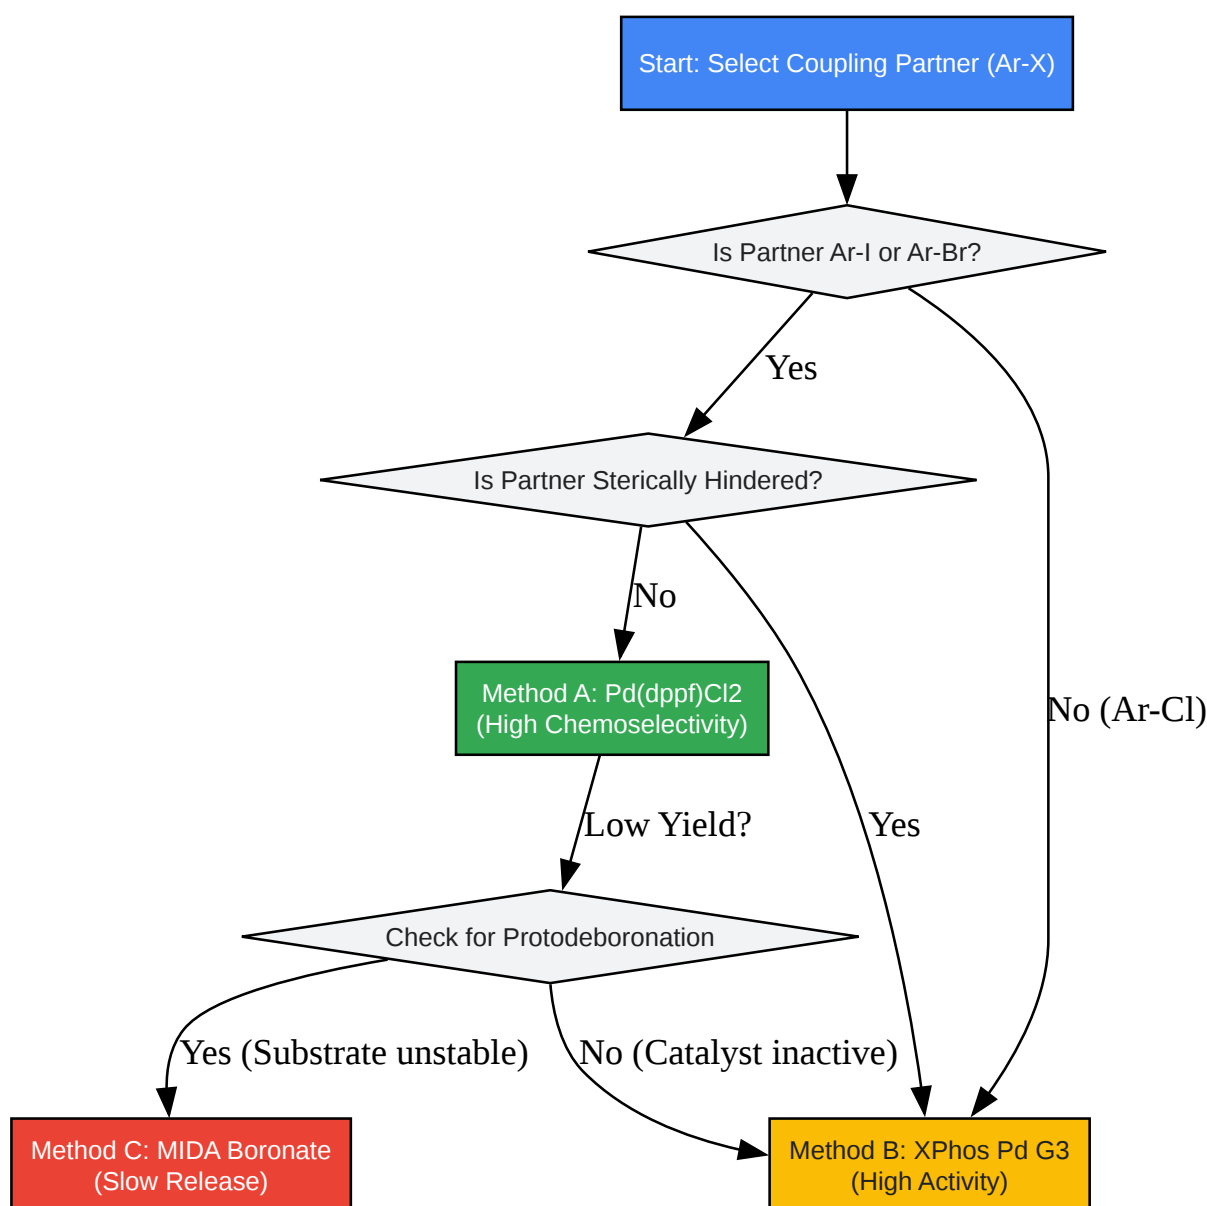 Start: Select Coupling Partner (Ar-X)
Is Partner Ar-I or Ar-Br?
Yes
Is Partner Sterically Hindered?
No
Method A: Pd(dppf)Cl2
(High Chemoselectivity)
No (Ar-Cl)
Low Yield?
Yes
Check for Protodeboronation
Yes (Substrate unstable)
No (Catalyst inactive)
Method C: MIDA Boronate
(Slow Release)
Method B: XPhos Pd G3
(High Activity)